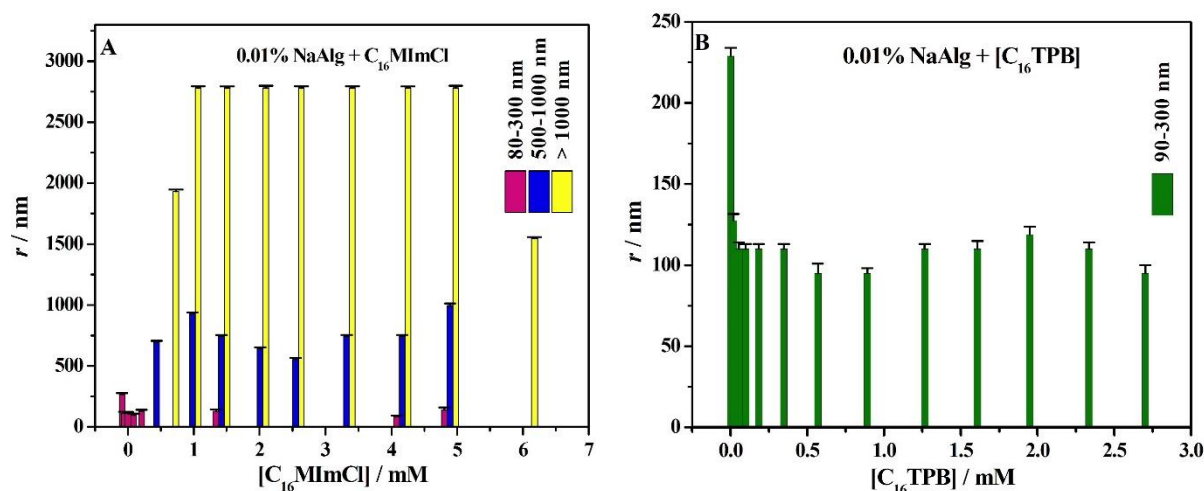 A
0.01% NaAlg + C₁₆MImCl
3000
2500
2000
1500
1000
500
0
r / nm
80-300 nm
500-1000 nm
> 1000 nm
0 1 2 3 4 5 6 7
[C₁₆MImCl] / mM
B
0.01% NaAlg + [C₁₆TPB]
250
200
150
100
50
0
r / nm
90-300 nm
0.0 0.5 1.0 1.5 2.0 2.5 3.0
[C₁₆TPB] / mM